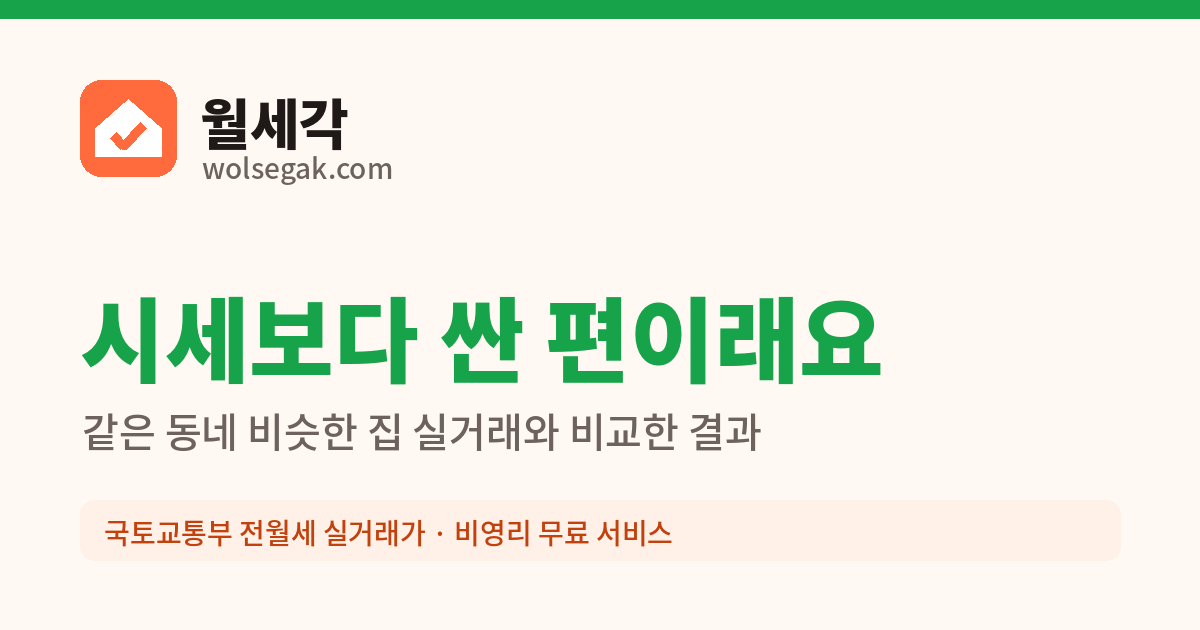 월세각
wolsegak.com
시세보다 싼 편이래요
같은 동네 비슷한 집 실거래와 비교한 결과
국토교통부 전월세 실거래가 · 비영리 무료 서비스